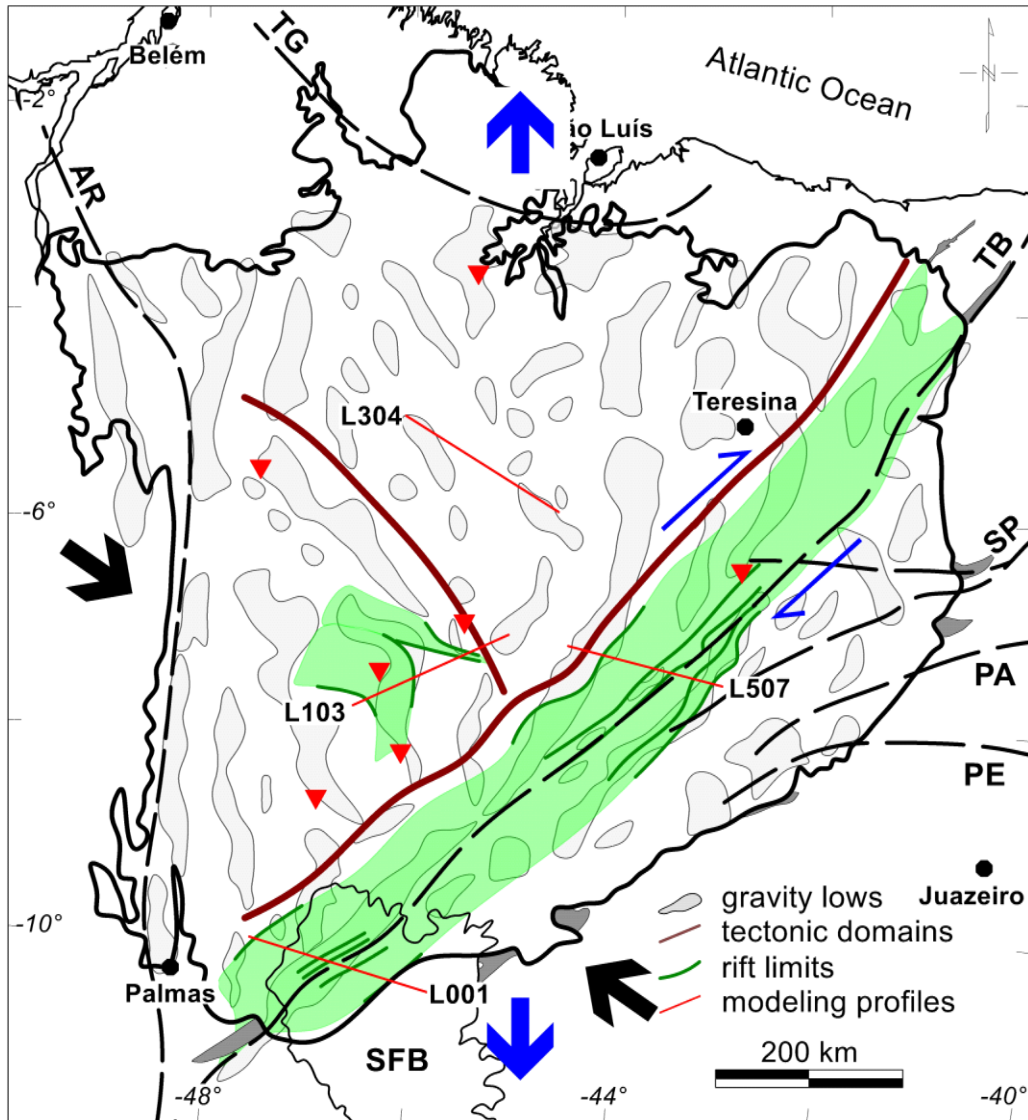 Belém
TG
Atlantic Ocean
N
-2°
ão Luís
AR
TB
L304
Teresina
-6°
SP
L103
L507
PA
PE
Juazeiro
gravity lows
tectonic domains
rift limits
modeling profiles
-10°
Palmas
L001
SFB
200 km
-48°
-44°
-40°